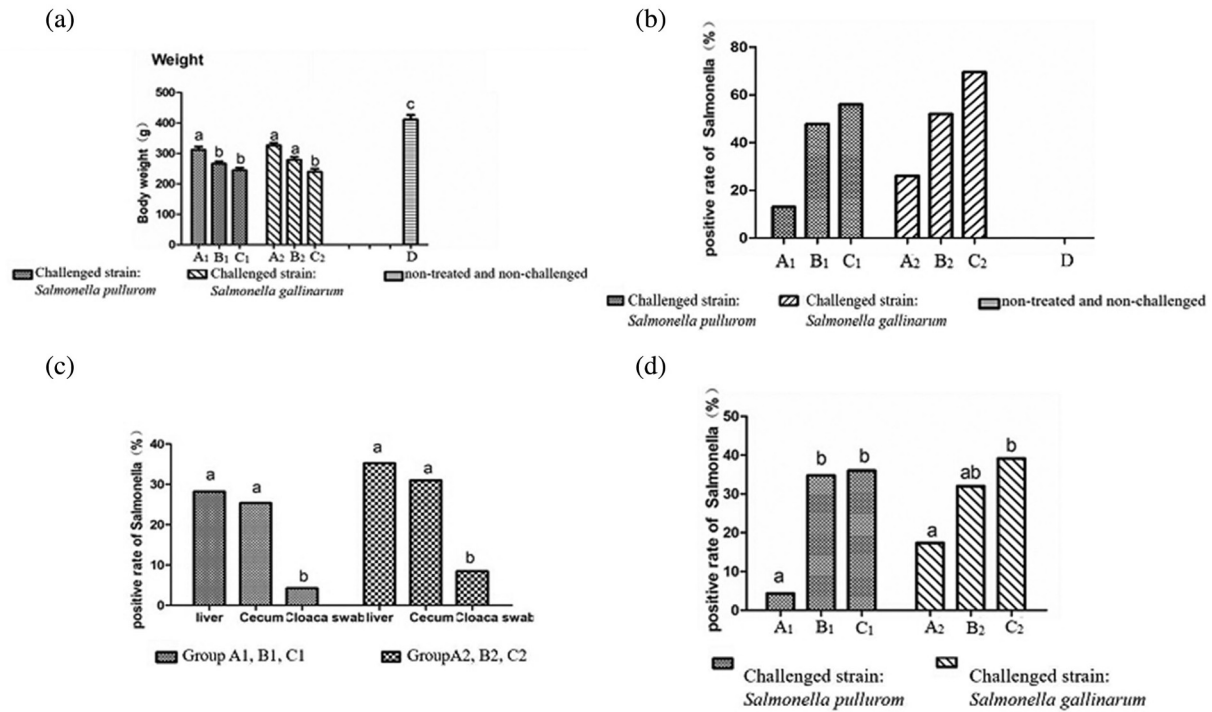 (a)
Weight
Body weight（g）
500
400
300
200
100
0
a
b
b
a
a
b
c
A1 B1 C1 A2 B2 C2 D
Challenged strain:
Salmonella pullurom
Challenged strain:
Salmonella gallinarum
non-treated and non-challenged
(b)
positive rate of Salmonella（%）
80
60
40
20
0
A1 B1 C1 A2 B2 C2 D
Challenged strain:
Salmonella pullurom
Challenged strain:
Salmonella gallinarum
non-treated and non-challenged
(c)
positive rate of Salmonella（%）
40
30
20
10
0
a
a
b
a
a
b
liver Cecum Cloaca swab liver Cecum Cloaca swab
Group A1, B1, C1
GroupA2, B2, C2
(d)
positive rate of Salmonella（%）
50
40
30
20
10
0
a
b
b
a
ab
b
A1 B1 C1 A2 B2 C2
Challenged strain:
Salmonella pullurom
Challenged strain:
Salmonella gallinarum